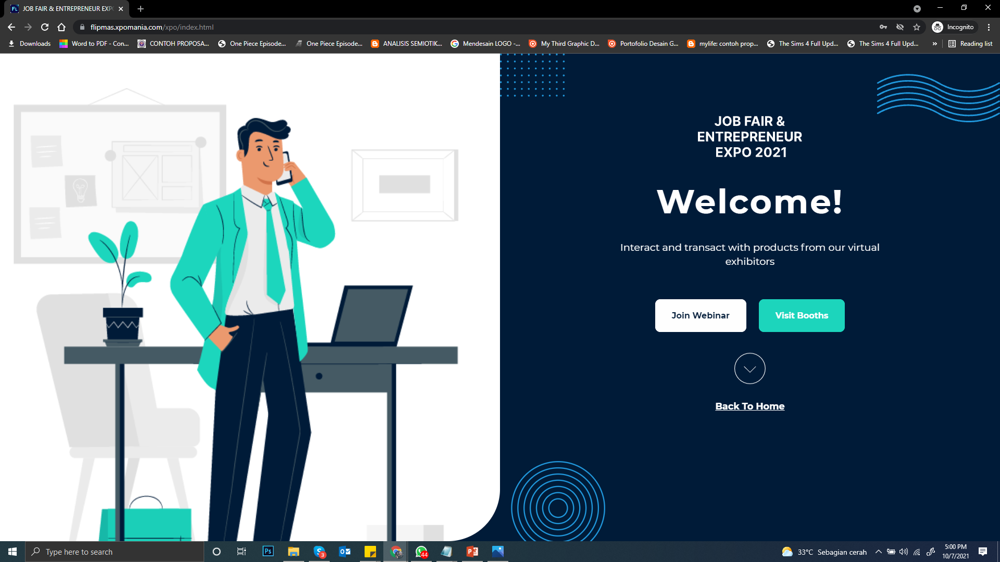 JOB FAIR & ENTREPRENEUR EXPO
flipmas.xpomania.com/xpo/index.html
Incognito
Downloads
Word to PDF - Con...
CONTOH PROPOSA...
One Piece Episode...
One Piece Episode...
ANALISIS SEMIOTIK...
Mendesain LOGO -...
My Third Graphic D...
Portofolio Desain G...
mylife: contoh prop...
The Sims 4 Full Upd...
The Sims 4 Full Upd...
Reading list
JOB FAIR &
ENTREPRENEUR
EXPO 2021
Welcome!
Interact and transact with products from our virtual
exhibitors
Join Webinar
Visit Booths
Back To Home
Type here to search
Ps
3
44
33°C Sebagian cerah
5:00 PM
10/7/2021